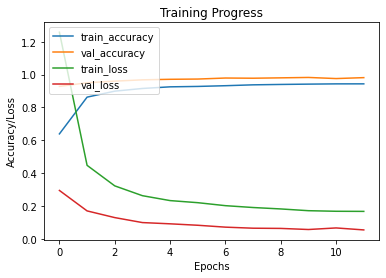 Training Progress
train_accuracy
val_accuracy
train_loss
val_loss
Accuracy/Loss
1.2
1.0
0.8
0.6
0.4
0.2
0.0
0 2 4 6 8 10
Epochs